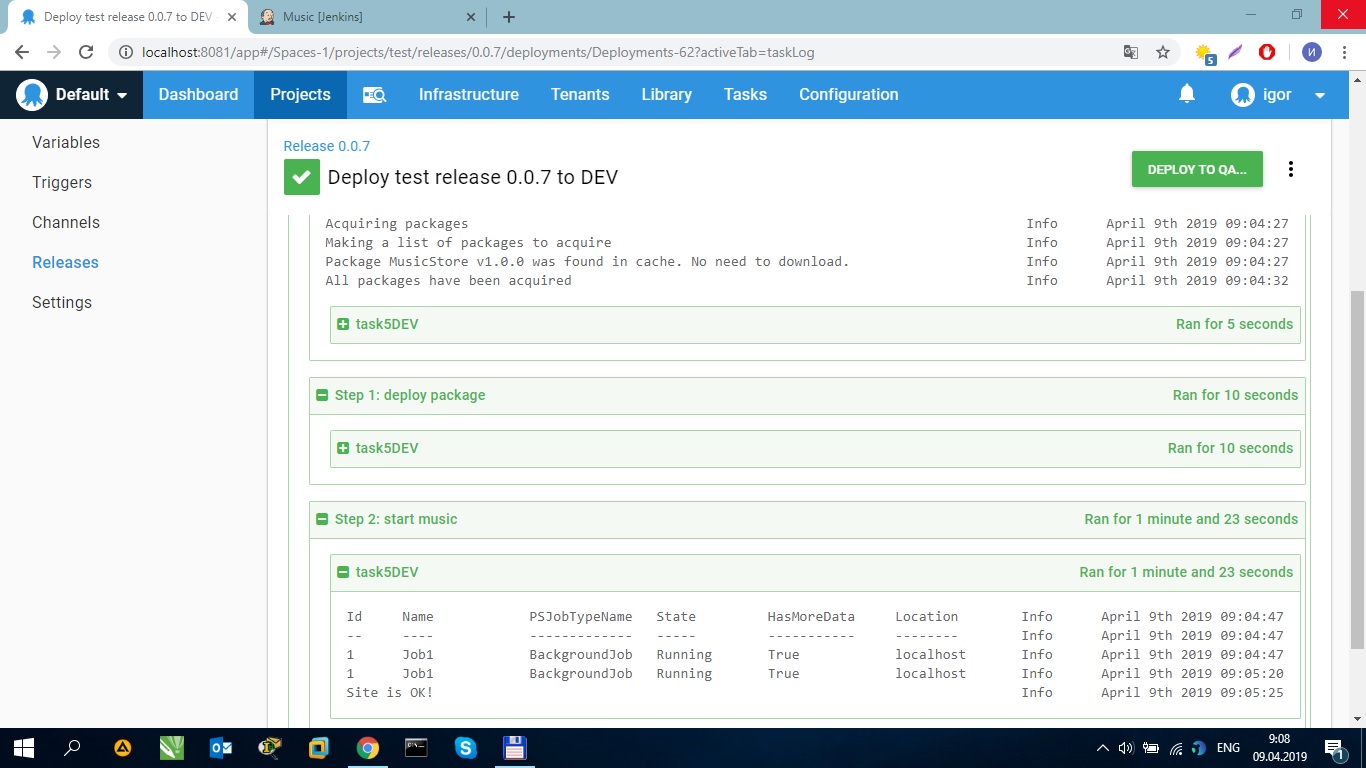 Deploy test release 0.0.7 to DEV
Music [Jenkins]
localhost:8081/app#/Spaces-1/projects/test/releases/0.0.7/deployments/Deployments-62?activeTab=taskLog
5
И
Default Dashboard Projects Infrastructure Tenants Library Tasks Configuration igor
Variables
Triggers
Channels
Releases
Settings
Release 0.0.7
Deploy test release 0.0.7 to DEV
DEPLOY TO QA...
Acquiring packages Info April 9th 2019 09:04:27
Making a list of packages to acquire Info April 9th 2019 09:04:27
Package MusicStore v1.0.0 was found in cache. No need to download. Info April 9th 2019 09:04:27
All packages have been acquired Info April 9th 2019 09:04:32
task5DEV Ran for 5 seconds
Step 1: deploy package Ran for 10 seconds
task5DEV Ran for 10 seconds
Step 2: start music Ran for 1 minute and 23 seconds
task5DEV Ran for 1 minute and 23 seconds
Id Name PSJobTypeName State HasMoreData Location Info April 9th 2019 09:04:47
-- ---- ------------- ----- ----------- -------- Info April 9th 2019 09:04:47
1 Job1 BackgroundJob Running True localhost Info April 9th 2019 09:04:47
1 Job1 BackgroundJob Running True localhost Info April 9th 2019 09:05:20
Site is OK! Info April 9th 2019 09:05:25
ENG
9:08
09.04.2019
1